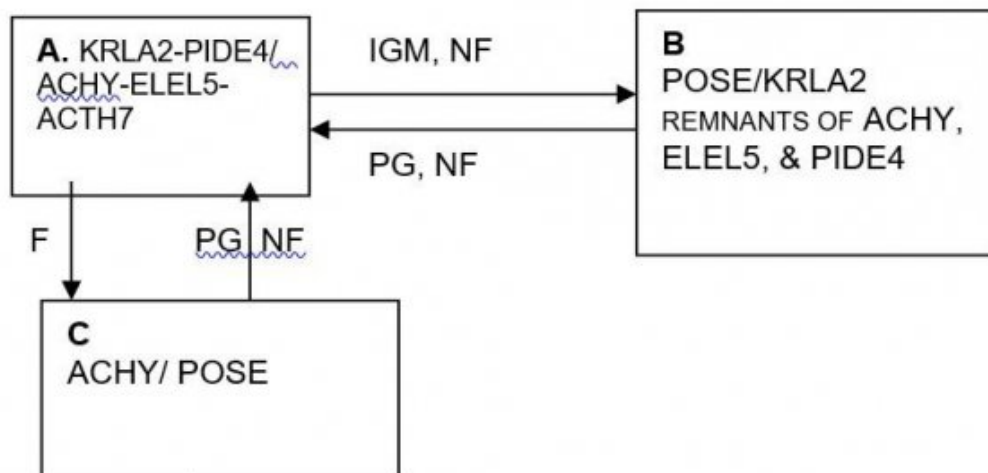 A. KRLA2-PIDE4/
ACHY-ELEL5-
ACTH7
IGM, NF
PG, NF
B
POSE/KRLA2
REMNANTS OF ACHY,
ELEL5, & PIDE4
F
PG, NF
C
ACHY/ POSE